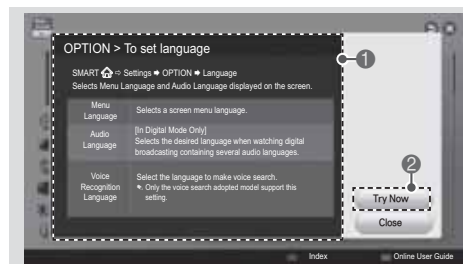 OPTION > To set language
1
SMART ⇨ Settings ➡ OPTION ➡ Language
Selects Menu Language and Audio Language displayed on the screen.
Menu
Language
Selects a screen menu language.
Audio
Language
[In Digital Mode Only]
Selects the desired language when watching digital
broadcasting containing several audio languages.
Voice
Recognition
Language
Select the language to make voice search.
Only the voice search adopted model support this
setting.
2
Try Now
Close
Index
Online User Guide